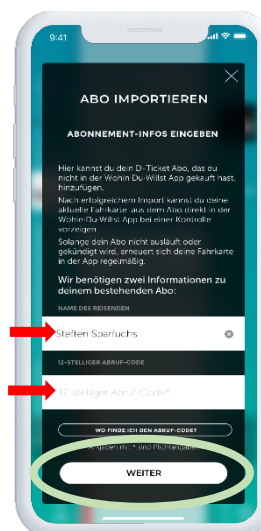 9:41
ABO IMPORTIEREN
ABONNEMENT-INFOS EINGEBEN
Hier kannst du dein D-Ticket Abo, das du
nicht in der Wohin-Du-Willst App gekauft hast,
hinzufügen.
Nach erfolgreichem Import kannst du deine
aktuelle Fahrkarte aus dem Abo direkt in der
Wohin-Du-Willst App bei einer Kontrolle
vorzeigen.
Solange dein Abo nicht ausläuft oder
gekündigt wird, erneuert sich deine Fahrkarte
in der App regelmäßig.
Wir benötigen zwei Informationen zu
deinem bestehenden Abo:
NAME DES REISENDEN
Steffen Sparfuchs
12-STELLIGER ABRUF-CODE
12-stelliger Abruf-Code*
WO FINDE ICH DEN ABRUF-CODE?
Angaben mit * sind Pflichtangaben
WEITER